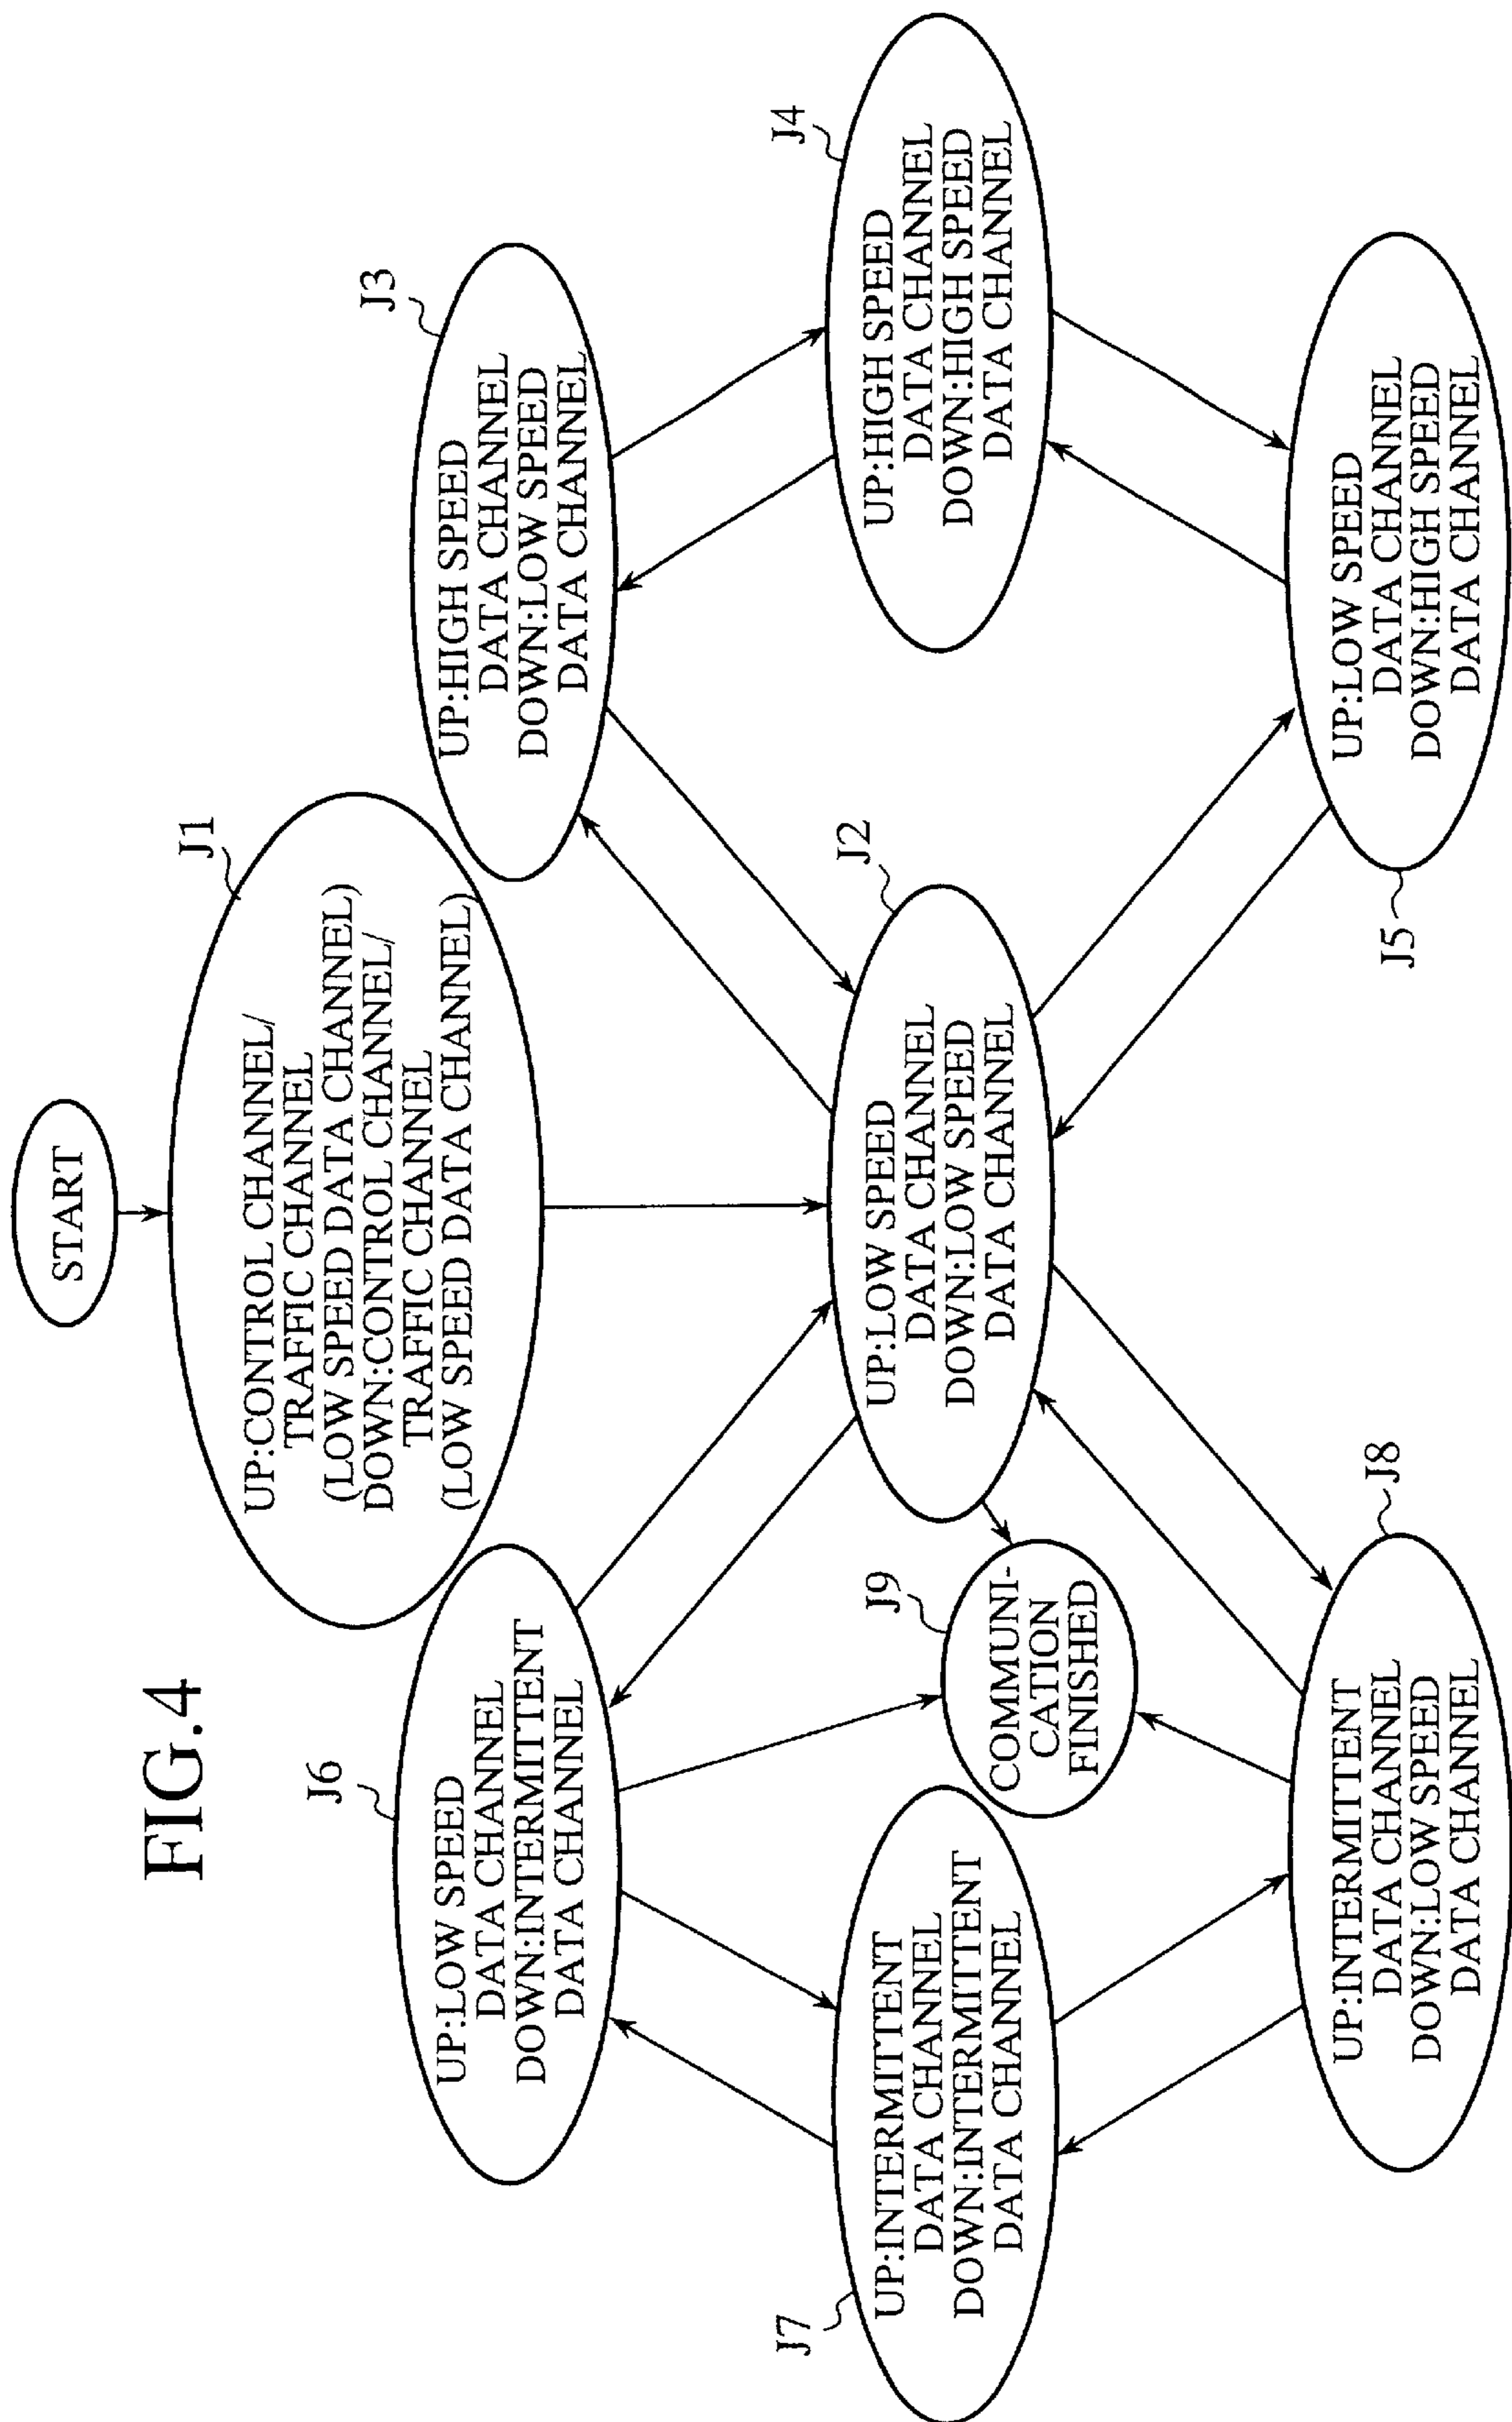 FIG.4
START
J1
UP:CONTROL CHANNEL/
TRAFFIC CHANNEL
(LOW SPEED DATA CHANNEL)
DOWN:CONTROL CHANNEL/
TRAFFIC CHANNEL
(LOW SPEED DATA CHANNEL)
J6
UP:LOW SPEED
DATA CHANNEL
DOWN:INTERMITTENT
DATA CHANNEL
J3
UP:HIGH SPEED
DATA CHANNEL
DOWN:LOW SPEED
DATA CHANNEL
J7
UP:INTERMITTENT
DATA CHANNEL
DOWN:INTERMITTENT
DATA CHANNEL
J9
COMMUNI-
CATION
FINISHED
J2
UP:LOW SPEED
DATA CHANNEL
DOWN:LOW SPEED
DATA CHANNEL
J4
UP:HIGH SPEED
DATA CHANNEL
DOWN:HIGH SPEED
DATA CHANNEL
J8
UP:INTERMITTENT
DATA CHANNEL
DOWN:LOW SPEED
DATA CHANNEL
J5
UP:LOW SPEED
DATA CHANNEL
DOWN:HIGH SPEED
DATA CHANNEL